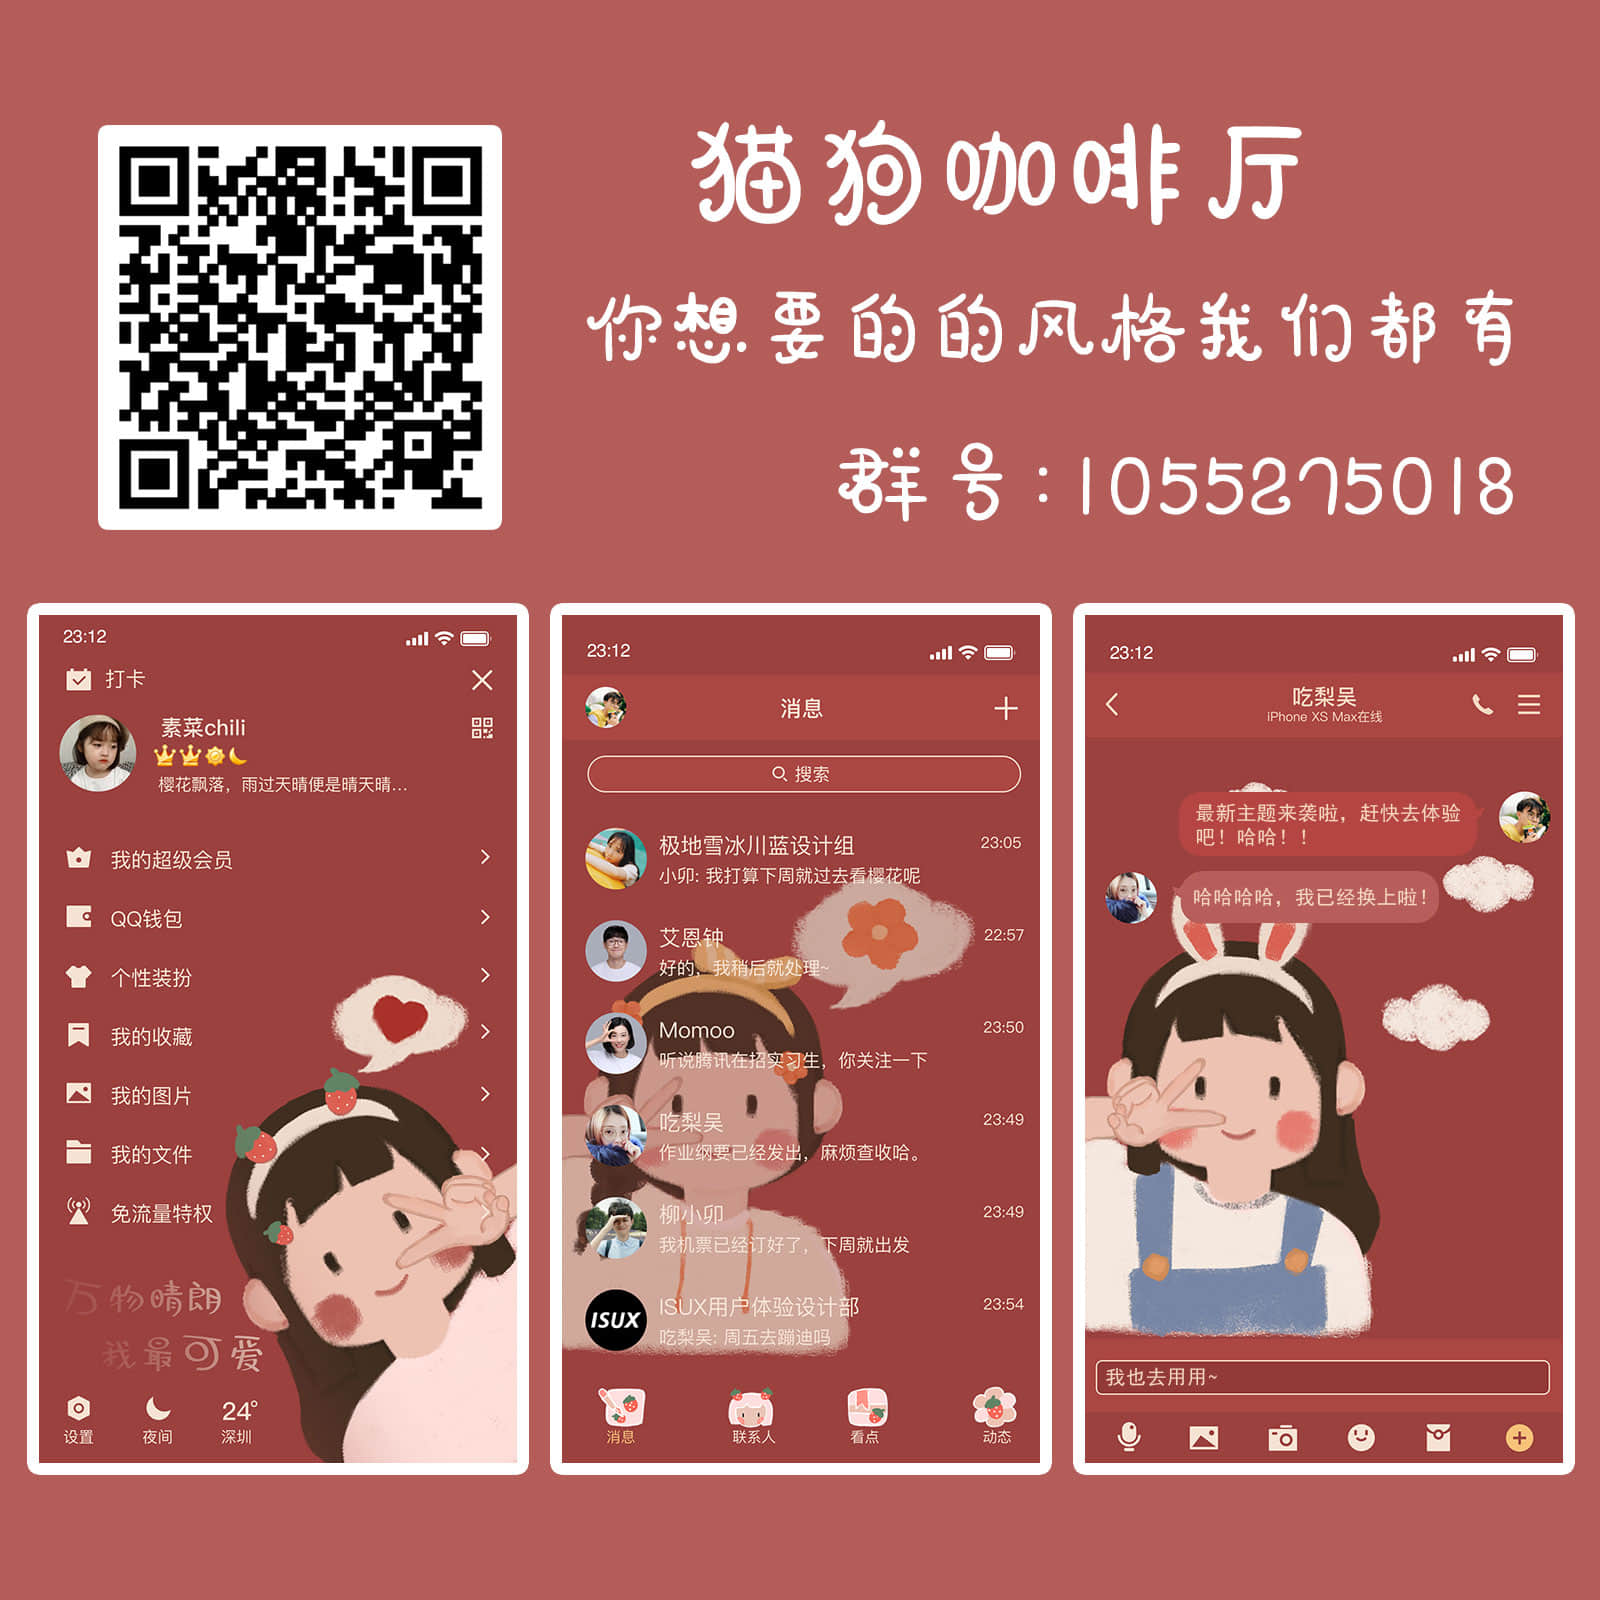 猫狗咖啡厅
你想要的的风格我们都有
群号:1055275018
23:12
打卡
素菜chili
樱花飘落，雨过天晴便是晴天晴...
我的超级会员
QQ钱包
个性装扮
我的收藏
我的图片
我的文件
免流量特权
万物晴朗
我最可爱
24°
设置 夜间 深圳
23:12
消息
搜索
极地雪冰川蓝设计组 23:05
小卯: 我打算下周就过去看樱花呢
艾恩钟 22:57
好的，我稍后就处理~
Momoo 23:50
听说腾讯在招实习生，你关注一下
吃梨吴 23:49
作业纲要已经发出，麻烦查收哈。
柳小卯 23:49
我机票已经订好了，下周就出发
ISUX
ISUX用户体验设计部 23:54
吃梨吴: 周五去蹦迪吗
消息 联系人 看点 动态
23:12
吃梨吴
iPhone XS Max在线
最新主题来袭啦，赶快去体验
吧！哈哈！！
哈哈哈哈，我已经换上啦！
我也去用用~